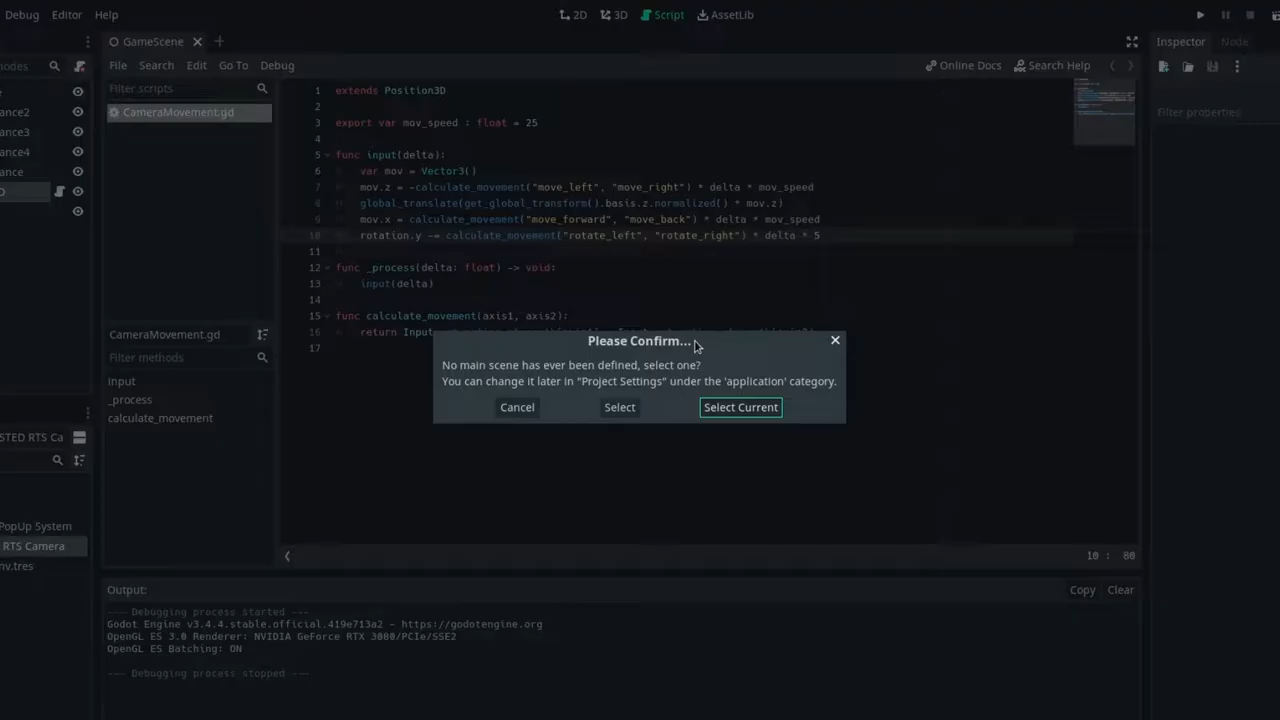 Debug Editor Help 2D 3D Script AssetLib
GameScene Inspector Node
nodes File Search Edit Go To Debug Online Docs Search Help
Filter scripts
CameraMovement.gd
Filter properties
ance2
ance3
ance4
ance
D
1 extends Position3D
2
3 export var mov_speed : float = 25
4
5 func input(delta):
6 var mov = Vector3()
7 mov.z = -calculate_movement("move_left", "move_right") * delta * mov_speed
8 global_translate(get_global_transform().basis.z.normalized() * mov.z)
9 mov.x = calculate_movement("move_forward", "move_back") * delta * mov_speed
10 rotation.y -= calculate_movement("rotate_left", "rotate_right") * delta * 5
11
12 func _process(delta: float) -> void:
13 input(delta)
14
15 func calculate_movement(axis1, axis2):
16 return Input
17
CameraMovement.gd
Filter methods
input
_process
calculate_movement
Please Confirm...
No main scene has ever been defined, select one?
You can change it later in "Project Settings" under the 'application' category.
Cancel Select Select Current
STED RTS Ca
PopUp System
RTS Camera
nv.tres
10 : 80
Output: Copy Clear
--- Debugging process started ---
Godot Engine v3.4.4.stable.official.419e713a2 - https://godotengine.org
OpenGL ES 3.0 Renderer: NVIDIA GeForce RTX 3080/PCIe/SSE2
OpenGL ES Batching: ON
--- Debugging process stopped ---